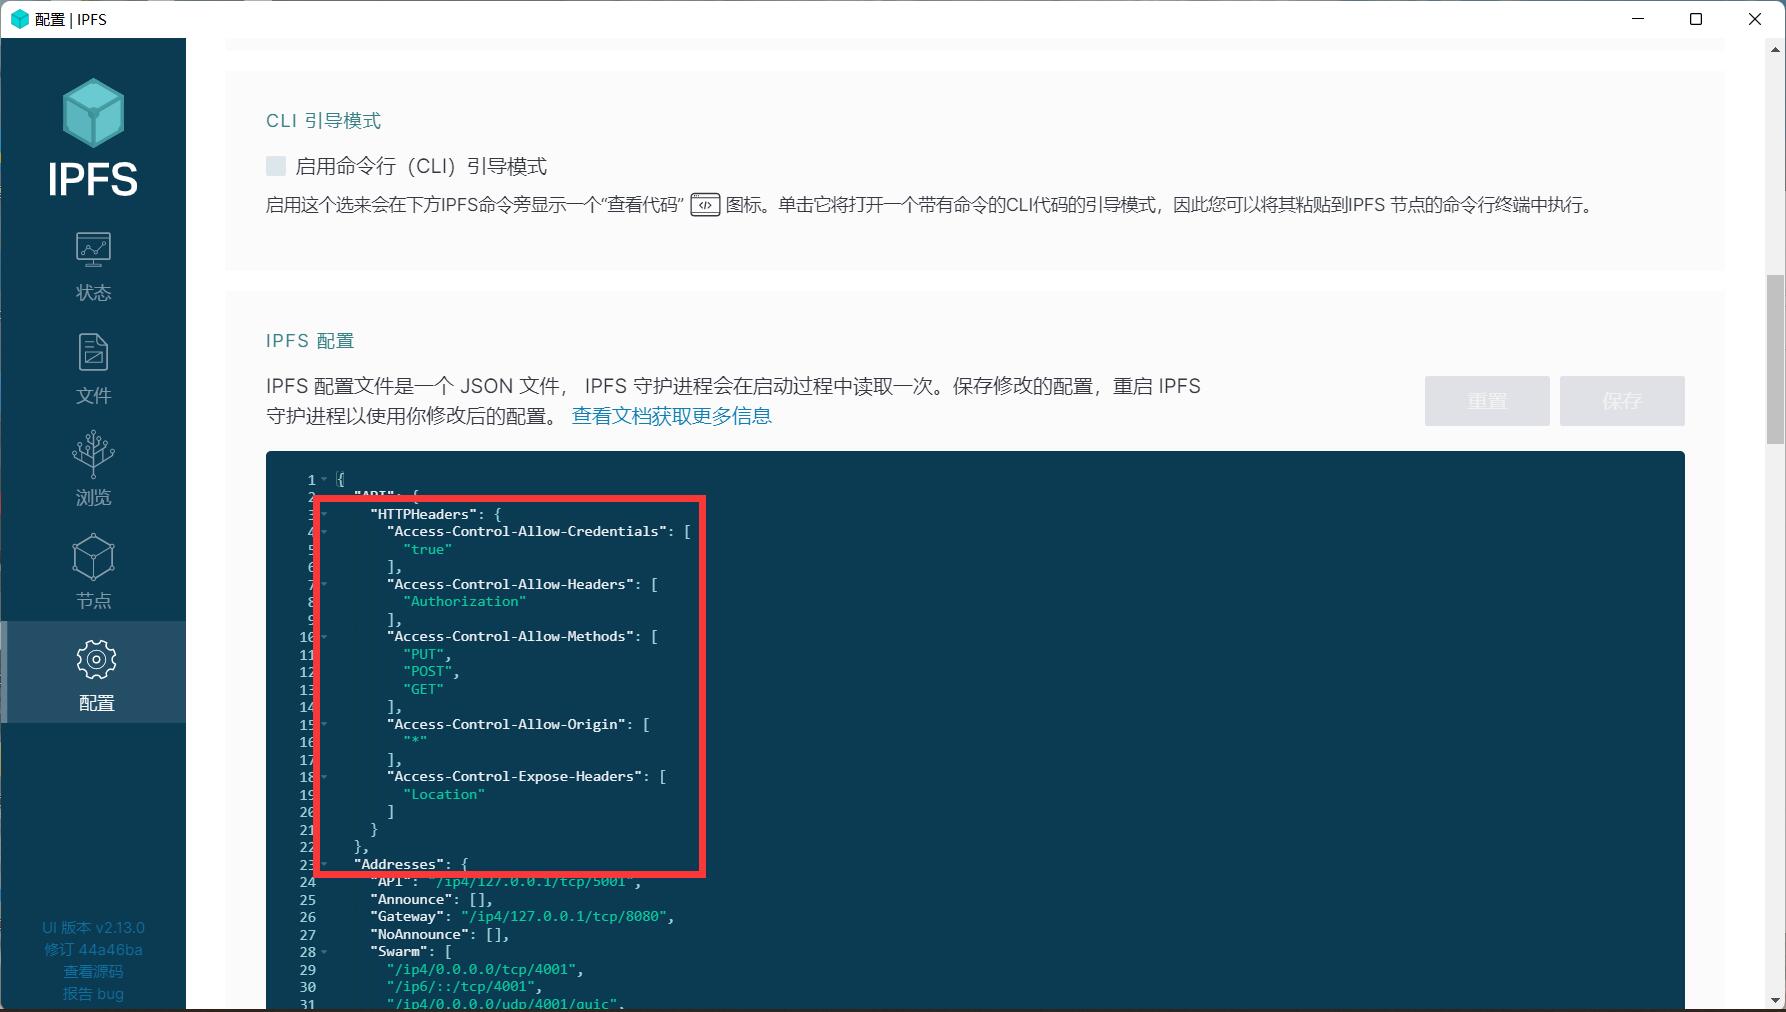 配置 | IPFS
IPFS
状态
文件
浏览
节点
配置
UI 版本 v2.13.0
修订 44a46ba
查看源码
报告 bug
CLI 引导模式
启用命令行（CLI）引导模式
启用这个选来会在下方IPFS命令旁显示一个“查看代码” </> 图标。单击它将打开一个带有命令的CLI代码的引导模式，因此您可以将其粘贴到IPFS 节点的命令行终端中执行。
IPFS 配置
IPFS 配置文件是一个 JSON 文件， IPFS 守护进程会在启动过程中读取一次。保存修改的配置，重启 IPFS
守护进程以使用你修改后的配置。 查看文档获取更多信息
重置
保存
1 {
2 "API": {
3 "HTTPHeaders": {
4 "Access-Control-Allow-Credentials": [
5 "true"
6 ],
7 "Access-Control-Allow-Headers": [
8 "Authorization"
9 ],
10 "Access-Control-Allow-Methods": [
11 "PUT",
12 "POST",
13 "GET"
14 ],
15 "Access-Control-Allow-Origin": [
16 "*"
17 ],
18 "Access-Control-Expose-Headers": [
19 "Location"
20 ]
21 }
22 },
23 "Addresses": {
24 "API": "/ip4/127.0.0.1/tcp/5001",
25 "Announce": [],
26 "Gateway": "/ip4/127.0.0.1/tcp/8080",
27 "NoAnnounce": [],
28 "Swarm": [
29 "/ip4/0.0.0.0/tcp/4001",
30 "/ip6/::/tcp/4001",
31 "/ip4/0.0.0.0/udp/4001/quic",